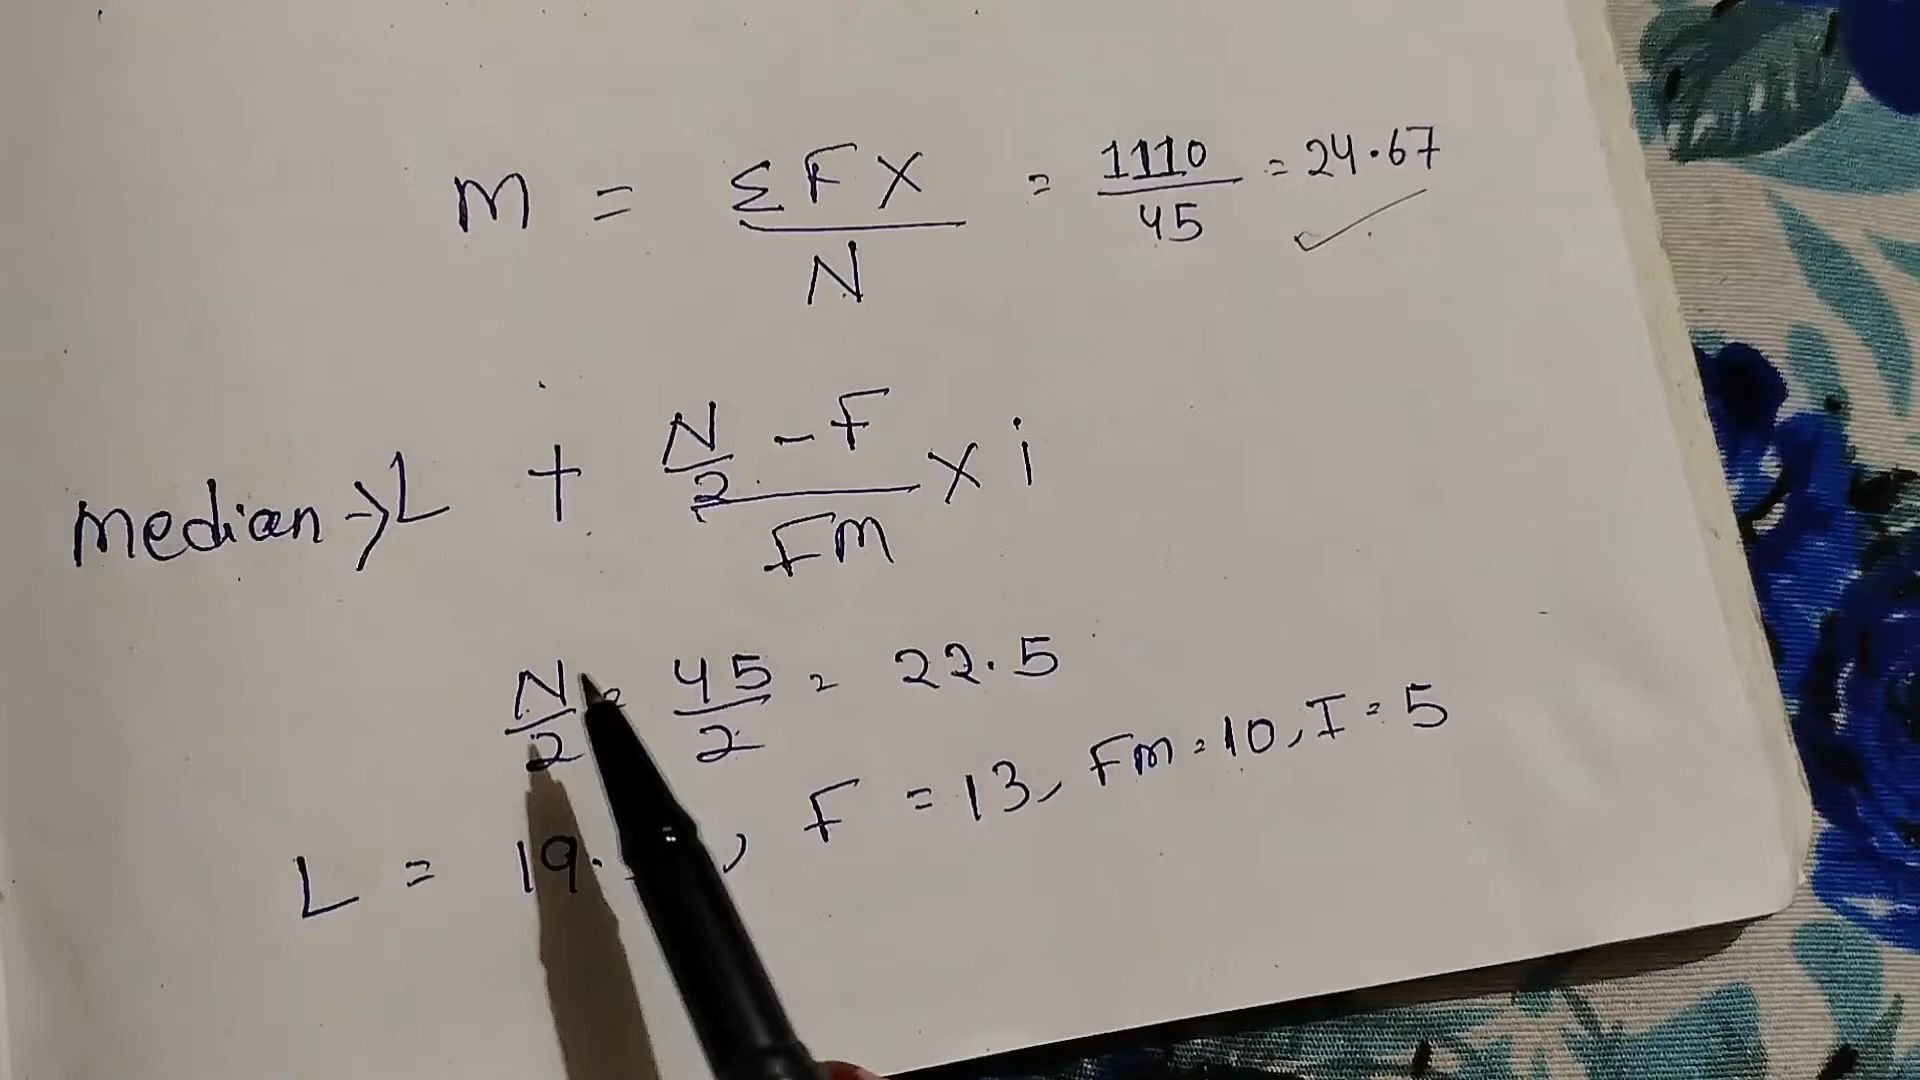 M = ΣFX / N = 1110 / 45 = 24.67
Median → L + N/2 - F / FM × i
N/2 = 45/2 = 22.5
L = 19. , F = 13, FM = 10, I = 5